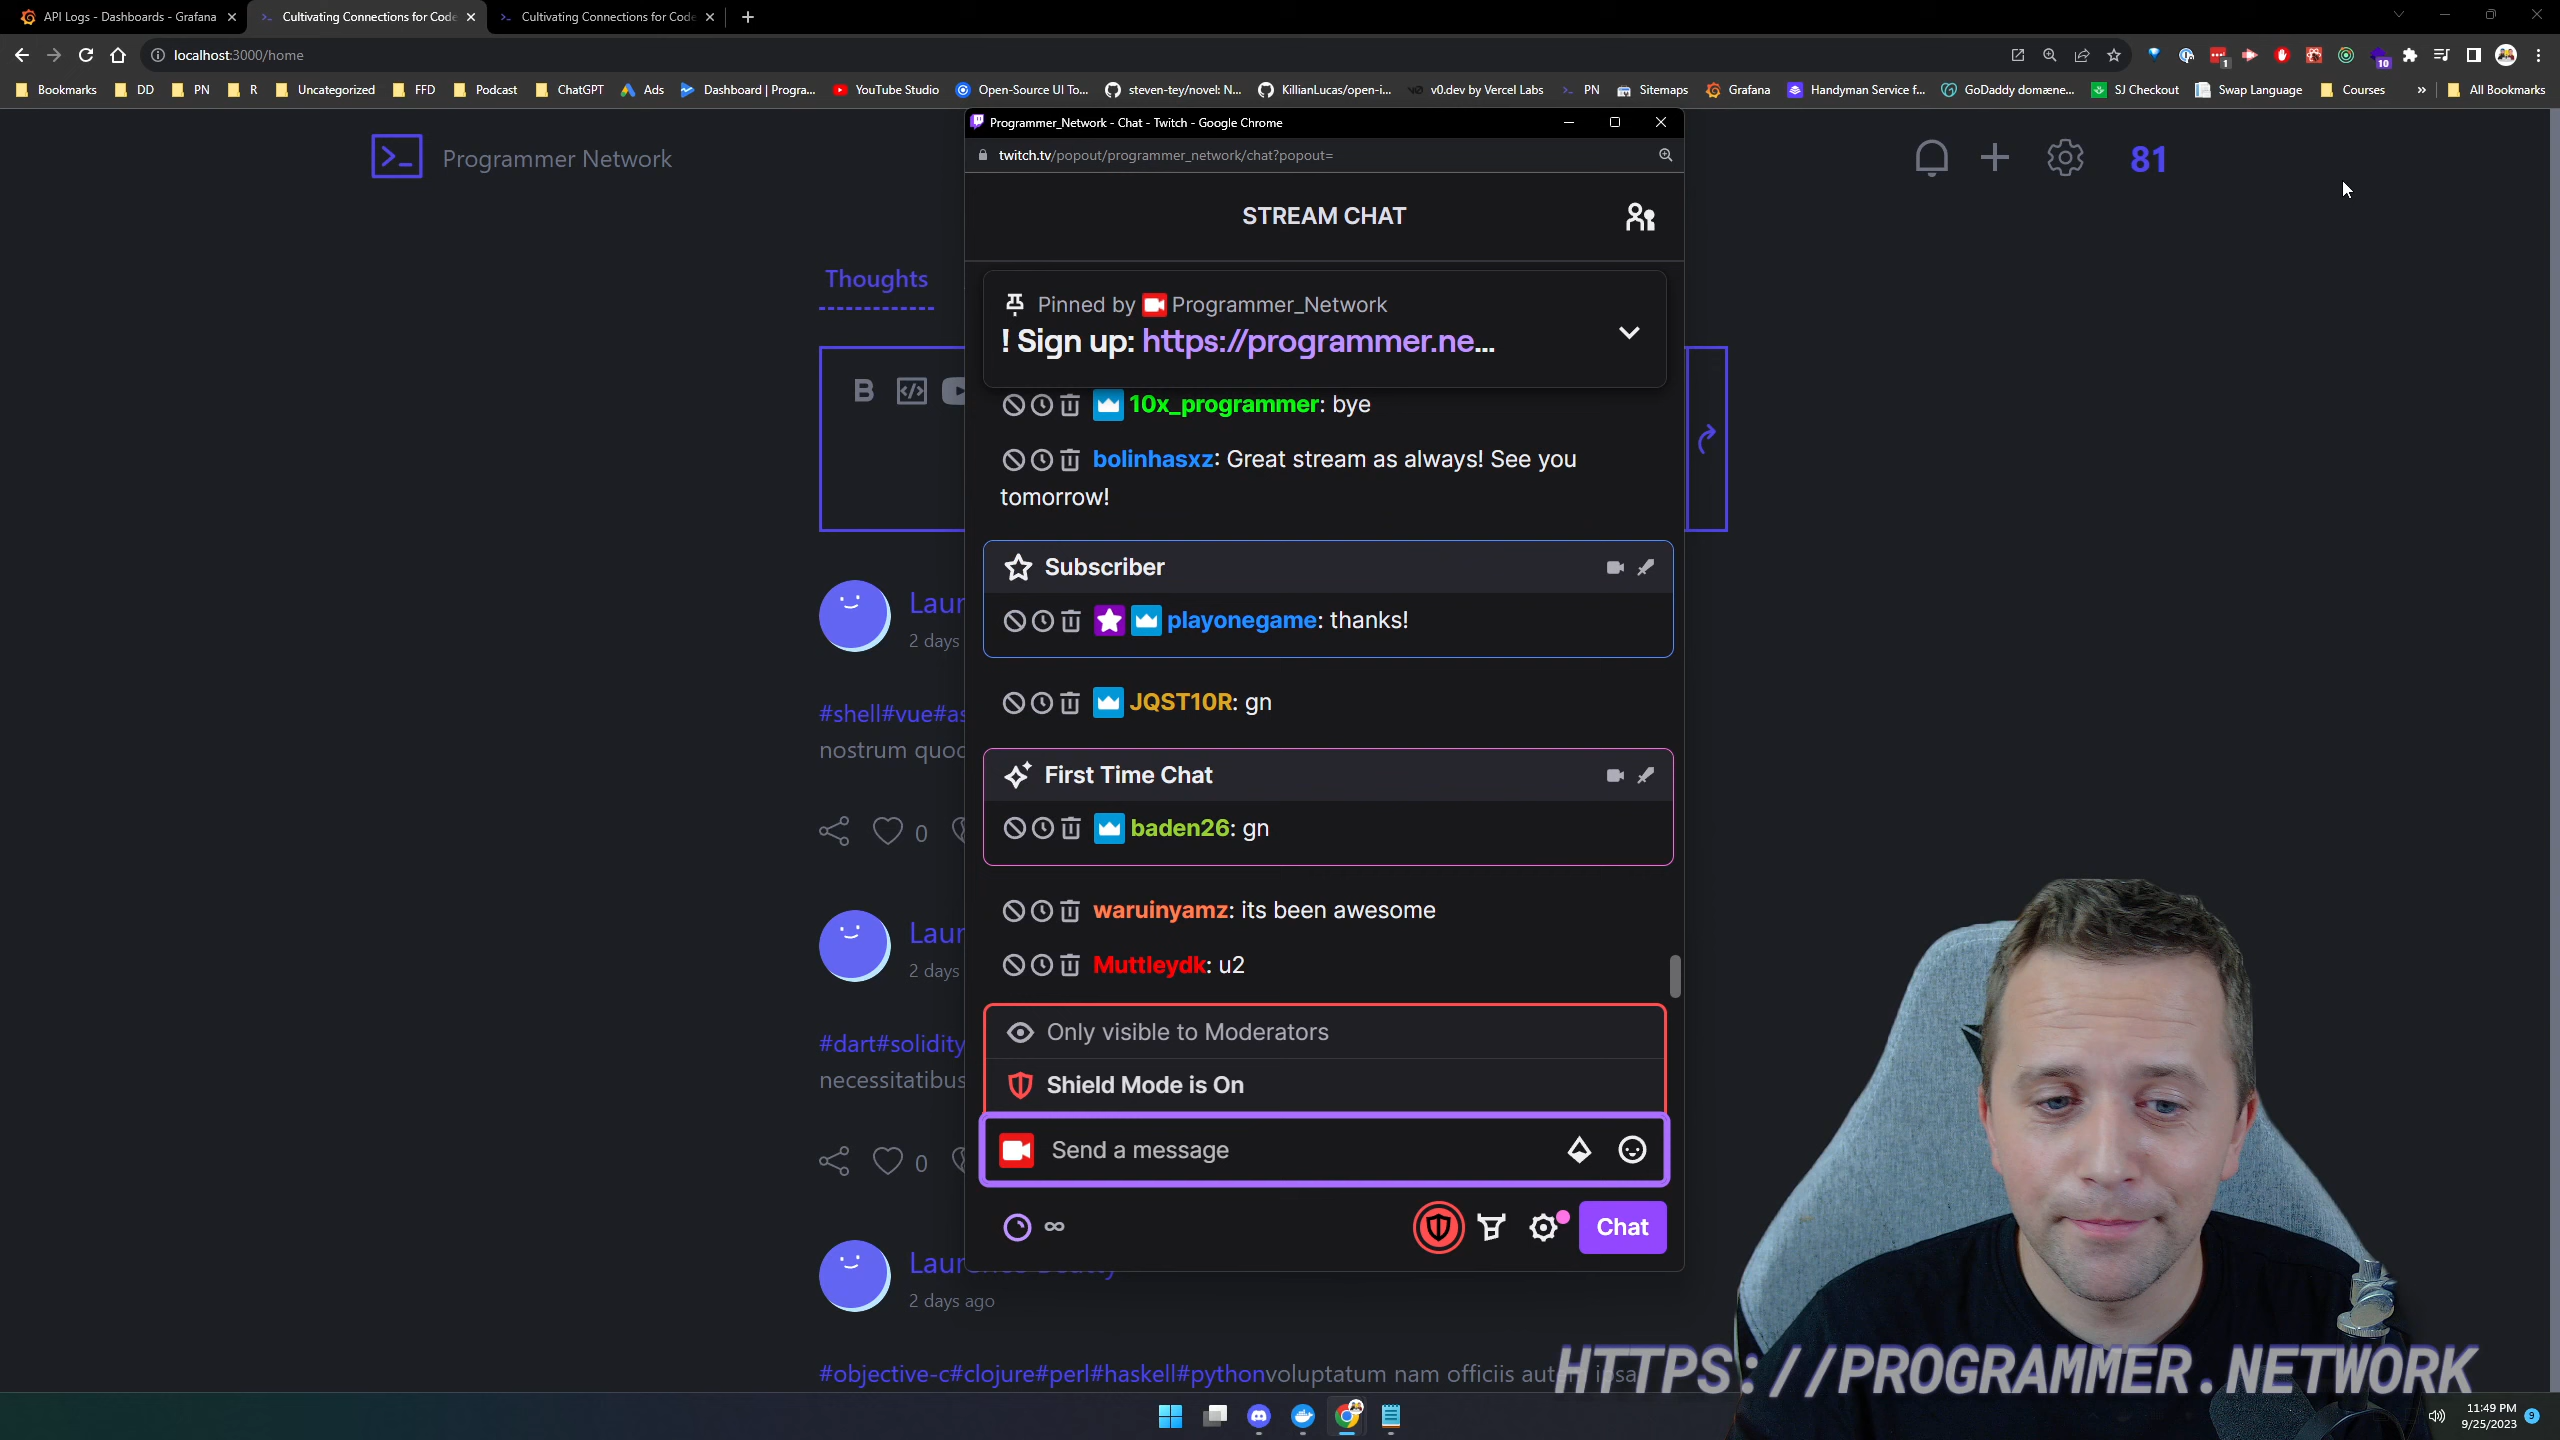 API Logs - Dashboards - Grafana
Cultivating Connections for Code
Cultivating Connections for Code
localhost:3000/home
Bookmarks
DD
PN
R
Uncategorized
FFD
Podcast
ChatGPT
Ads
Dashboard | Progra...
YouTube Studio
Open-Source UI To...
steven-tey/novel: N...
KillianLucas/open-i...
v0.dev by Vercel Labs
PN
Sitemaps
Grafana
Handyman Service f...
GoDaddy domæne...
SJ Checkout
Swap Language
Courses
»
All Bookmarks
1
10
Programmer_Network - Chat - Twitch - Google Chrome
twitch.tv/popout/programmer_network/chat?popout=
Programmer Network
81
STREAM CHAT
Thoughts
Pinned by Programmer_Network
! Sign up: https://programmer.ne...
B
10x_programmer: bye
bolinhasxz: Great stream as always! See you
tomorrow!
Subscriber
playonegame: thanks!
Laur
2 days
#shell#vue#as
nostrum quoc
JQST10R: gn
First Time Chat
baden26: gn
0
waruinyamz: its been awesome
Muttleydk: u2
Laur
2 days
#dart#solidity
necessitatibus
Only visible to Moderators
Shield Mode is On
Send a message
0
∞
Chat
2 days ago
#objective-c#clojure#perl#haskell#pythonvoluptatum nam officiis
HTTPS://PROGRAMMER.NETWORK
11:49 PM
9/25/2023
9